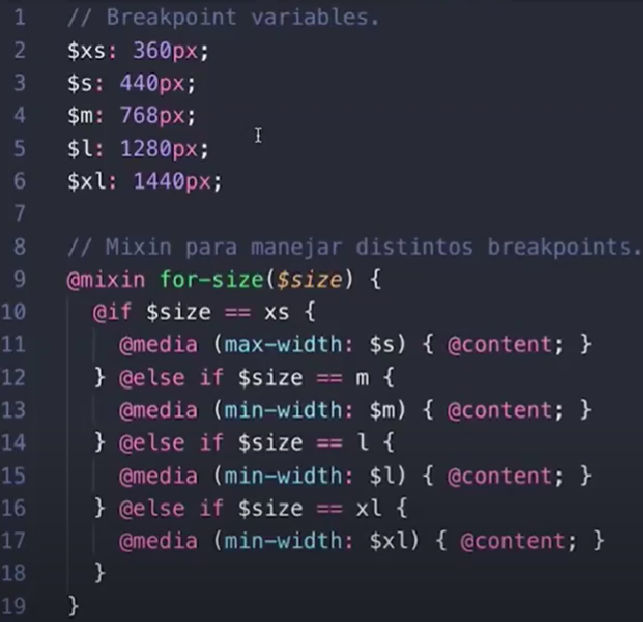 1 // Breakpoint variables.
2 $xs: 360px;
3 $s: 440px;
4 $m: 768px;
5 $l: 1280px;
6 $xl: 1440px;
7
8 // Mixin para manejar distintos breakpoints.
9 @mixin for-size($size) {
10 @if $size == xs {
11 @media (max-width: $s) { @content; }
12 } @else if $size == m {
13 @media (min-width: $m) { @content; }
14 } @else if $size == l {
15 @media (min-width: $l) { @content; }
16 } @else if $size == xl {
17 @media (min-width: $xl) { @content; }
18 }
19 }